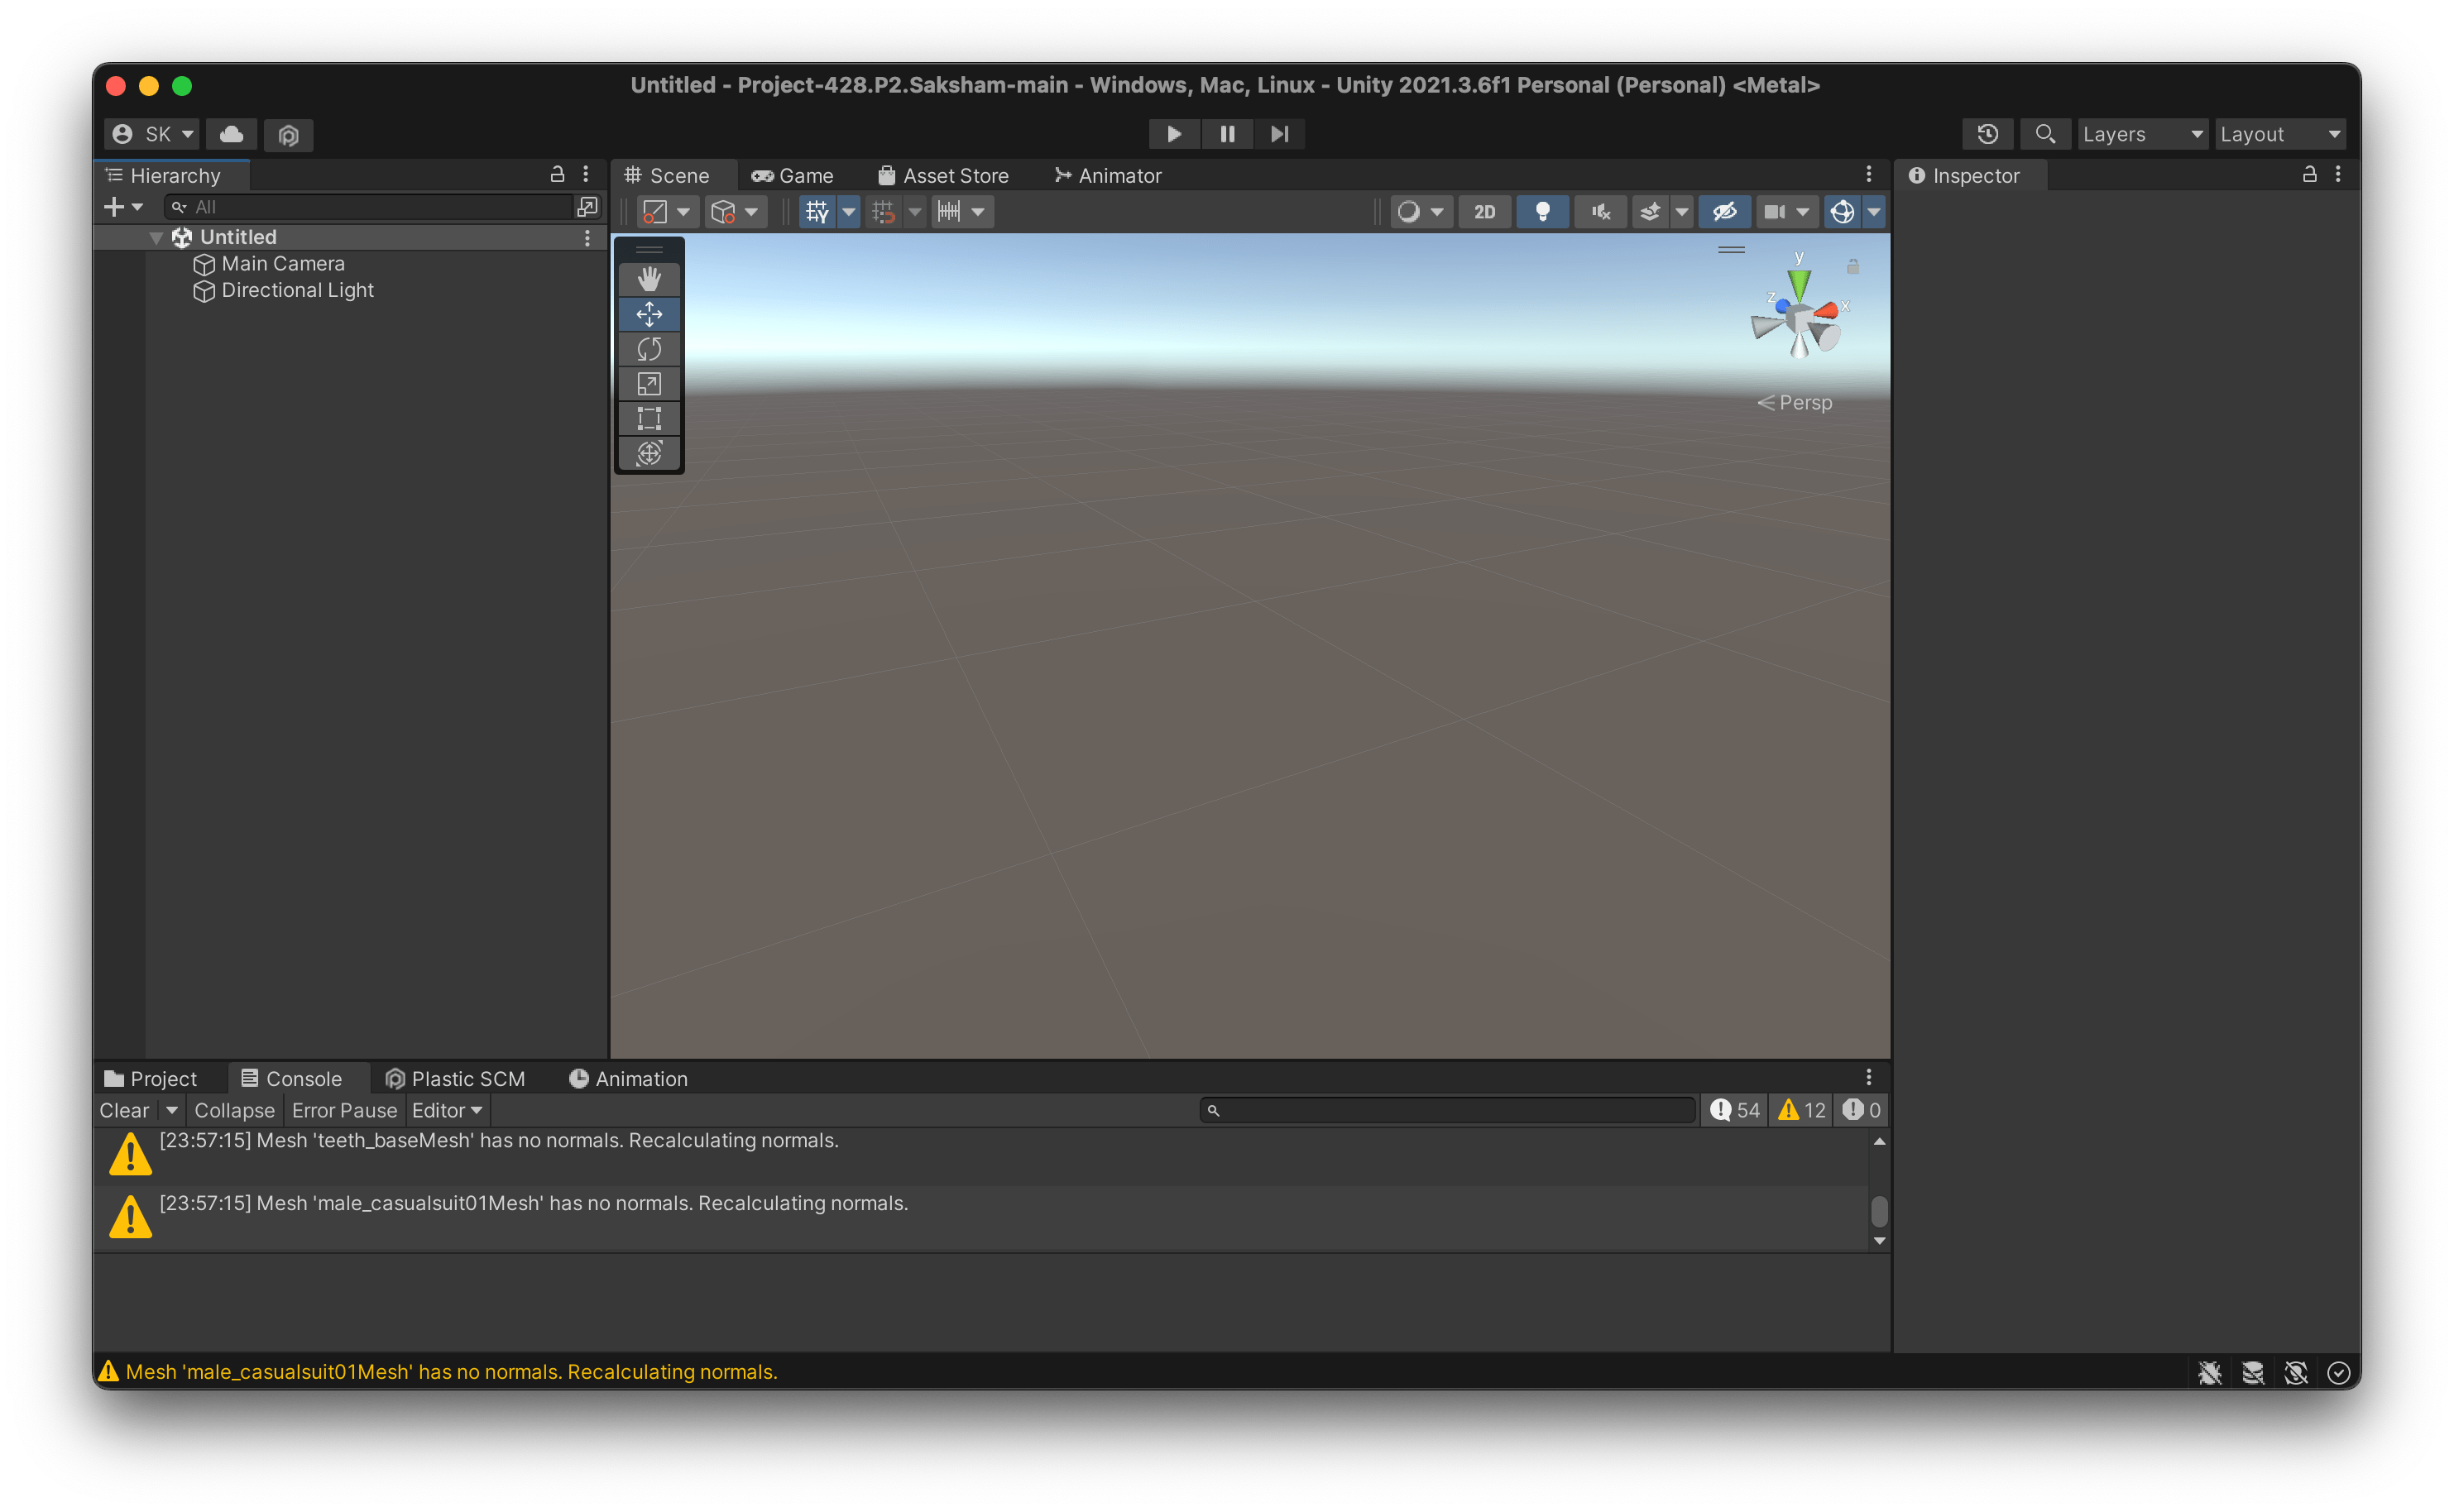 Untitled - Project-428.P2.Saksham-main - Windows, Mac, Linux - Unity 2021.3.6f1 Personal (Personal) <Metal>
SK
Layers
Layout
Hierarchy
Scene
Game
Asset Store
Animator
Inspector
All
2D
Untitled
Main Camera
Directional Light
y
z
x
Persp
Project
Console
Plastic SCM
Animation
Clear
Collapse
Error Pause
Editor
54
12
0
[23:57:15] Mesh 'teeth_baseMesh' has no normals. Recalculating normals.
[23:57:15] Mesh 'male_casualsuit01Mesh' has no normals. Recalculating normals.
Mesh 'male_casualsuit01Mesh' has no normals. Recalculating normals.